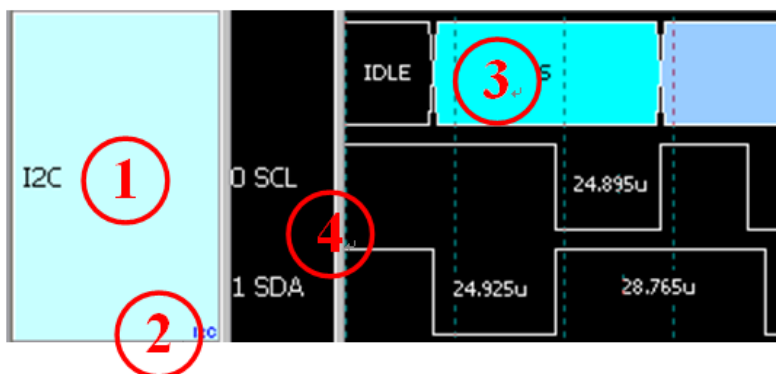 IDLE
3
S
I2C
1
0 SCL
24.895u
4
1 SDA
24.925u
28.765u
2
I2C